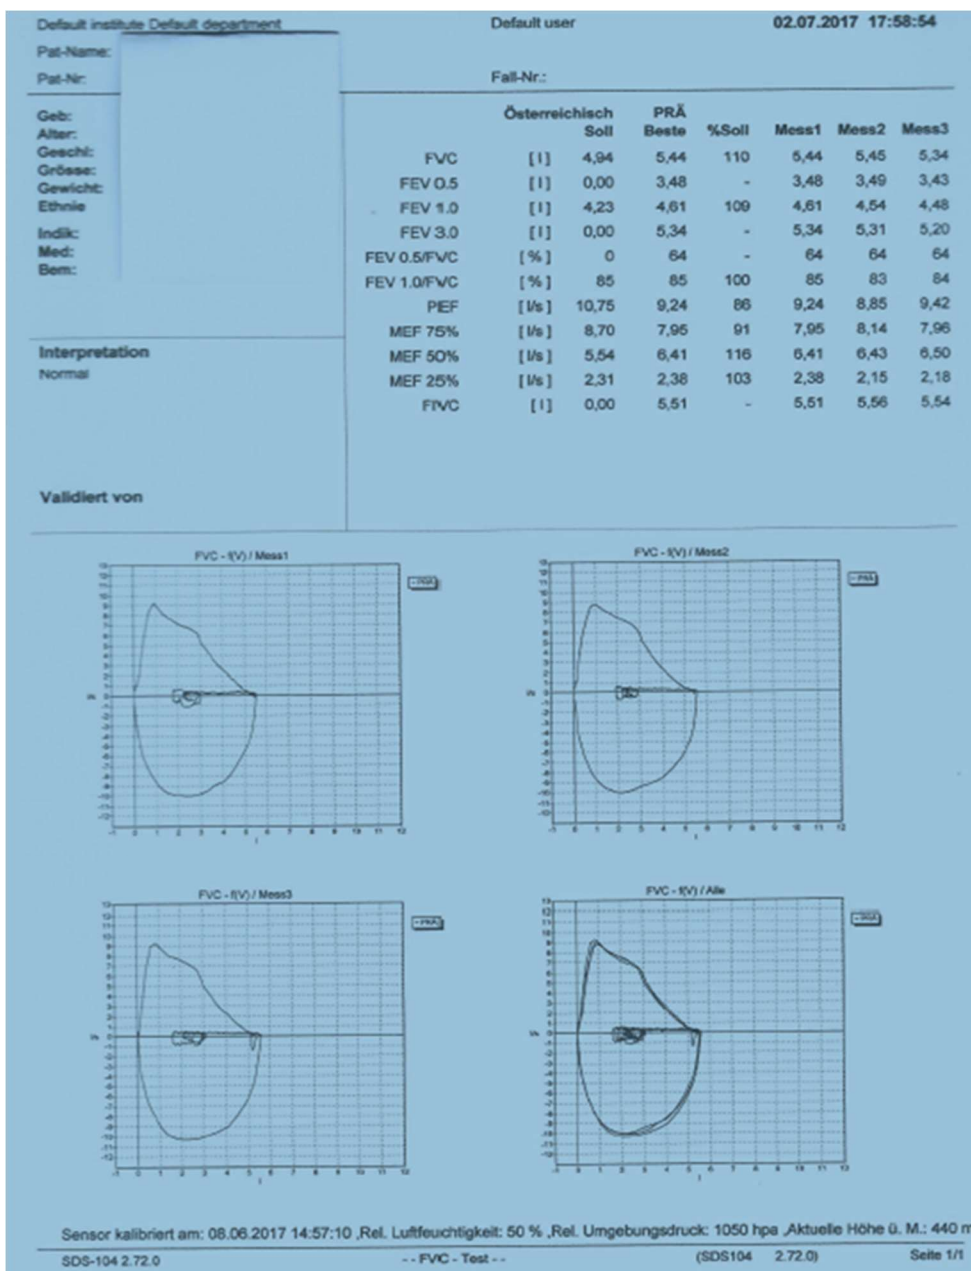 Default institute Default department Default user 02.07.2017 17:58:54
Pat-Name:
Pat-Nr: Fall-Nr.:
Geb:
Alter:
Geschl:
Grösse:
Gewicht:
Ethnie
Indik:
Med:
Bem:
Österreichisch PRÄ
Soll Beste %Soll Mess1 Mess2 Mess3
FVC [ l ] 4,94 5,44 110 5,44 5,45 5,34
FEV 0.5 [ l ] 0,00 3,48 - 3,48 3,49 3,43
FEV 1.0 [ l ] 4,23 4,61 109 4,61 4,54 4,48
FEV 3.0 [ l ] 0,00 5,34 - 5,34 5,31 5,20
FEV 0.5/FVC [ % ] 0 64 - 64 64 64
FEV 1.0/FVC [ % ] 85 85 100 85 83 84
PEF [ l/s ] 10,75 9,24 86 9,24 8,85 9,42
MEF 75% [ l/s ] 8,70 7,95 91 7,95 8,14 7,96
MEF 50% [ l/s ] 5,54 6,41 116 6,41 6,43 6,50
MEF 25% [ l/s ] 2,31 2,38 103 2,38 2,15 2,18
FIVC [ l ] 0,00 5,51 - 5,51 5,56 5,54
Interpretation
Normal
Validiert von
FVC - f(V) / Mess1
- PRÄ
FVC - f(V) / Mess2
- PRÄ
FVC - f(V) / Mess3
- PRÄ
FVC - f(V) / Alle
- PRÄ
Sensor kalibriert am: 08.06.2017 14:57:10 ,Rel. Luftfeuchtigkeit: 50 % ,Rel. Umgebungsdruck: 1050 hpa ,Aktuelle Höhe ü. M.: 440 m
SDS-104 2.72.0 - - FVC - Test - - (SDS104 2.72.0) Seite 1/1